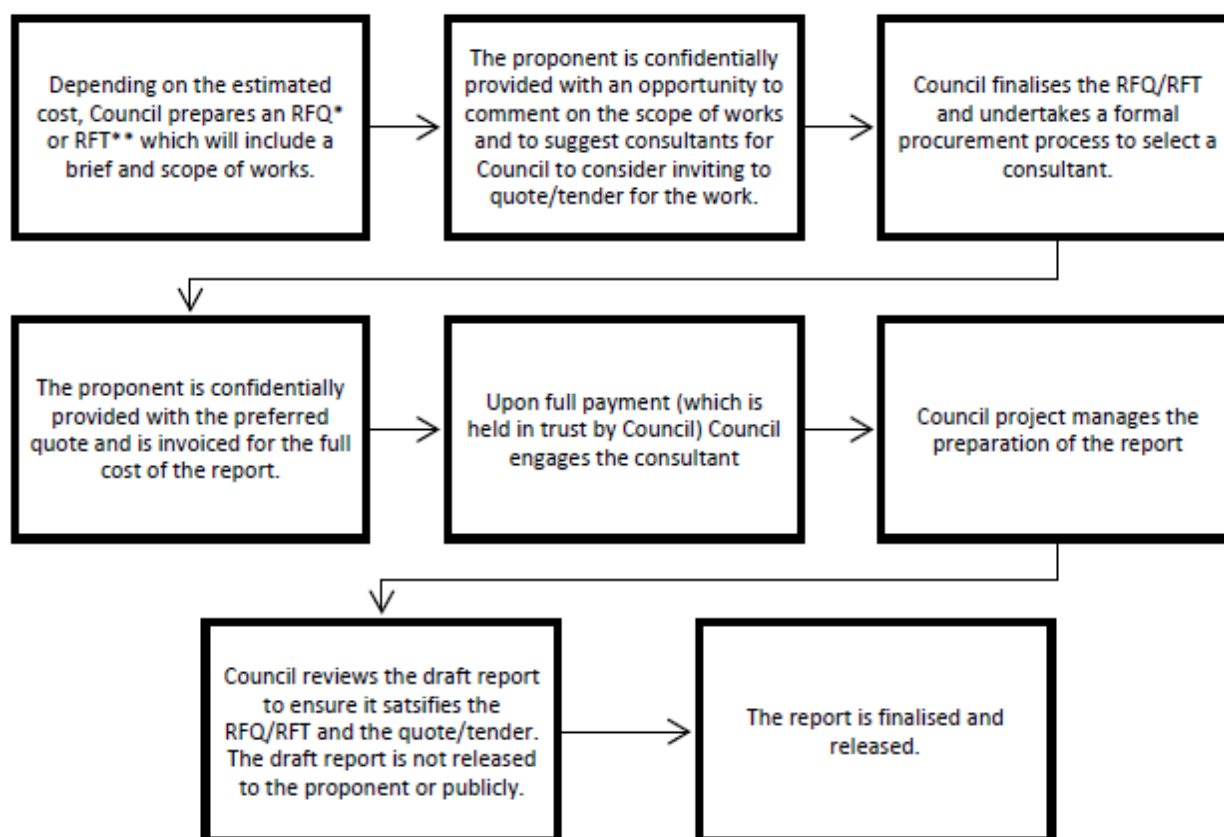 Depending on the estimated
cost, Council prepares an RFQ*
or RFT** which will include a
brief and scope of works.
The proponent is confidentially
provided with an opportunity to
comment on the scope of works
and to suggest consultants for
Council to consider inviting to
quote/tender for the work.
Council finalises the RFQ/RFT
and undertakes a formal
procurement process to select a
consultant.
The proponent is confidentially
provided with the preferred
quote and is invoiced for the full
cost of the report.
Upon full payment (which is
held in trust by Council) Council
engages the consultant
Council project manages the
preparation of the report
Council reviews the draft report
to ensure it satsifies the
RFQ/RFT and the quote/tender.
The draft report is not released
to the proponent or publicly.
The report is finalised and
released.